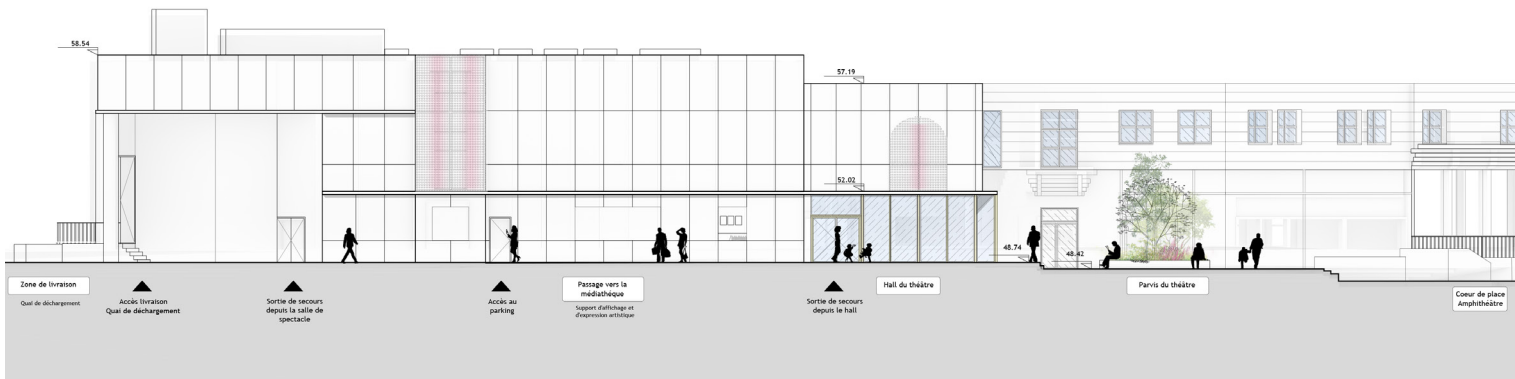 58.54
57.19
52.02
48.74
48.42
Zone de livraison
Quai de déchargement
Accès livraison
Quai de déchargement
Sortie de secours
depuis la salle de
spectacle
Accès au
parking
Passage vers la
médiathéque
Support d'affichage et
d'expression artistique
Sortie de secours
depuis le hall
Hall du théâtre
Parvis du théâtre
Coeur de place
Amphithéâtre